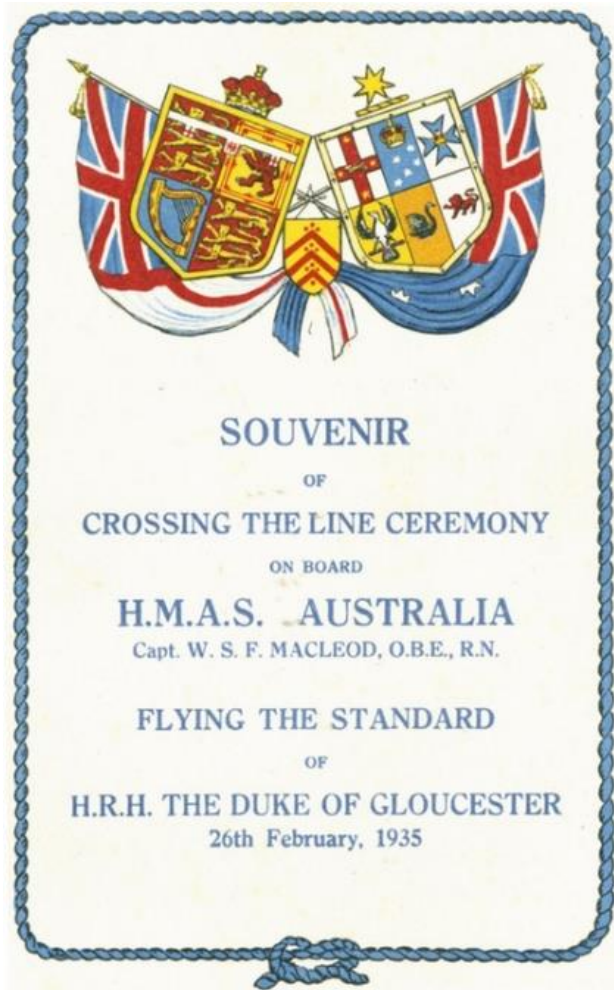 SOUVENIR
OF
CROSSING THE LINE CEREMONY
ON BOARD
H.M.A.S. AUSTRALIA
Capt. W. S. F. MACLEOD, O.B.E., R.N.
FLYING THE STANDARD
OF
H.R.H. THE DUKE OF GLOUCESTER
26th February, 1935